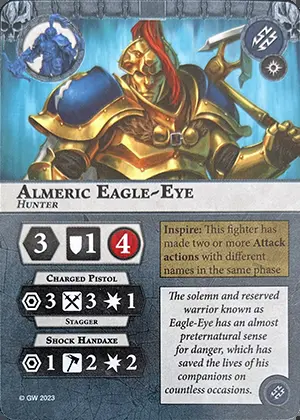 Almeric Eagle-Eye
Hunter
3 1 4
Inspire: This fighter has
made two or more Attack
actions with different
names in the same phase
Charged Pistol
3 3 1
Stagger
Shock Handaxe
1 2 2
The solemn and reserved
warrior known as
Eagle-Eye has an almost
preternatural sense
for danger, which has
saved the lives of his
companions on
countless occasions.
© GW 2023